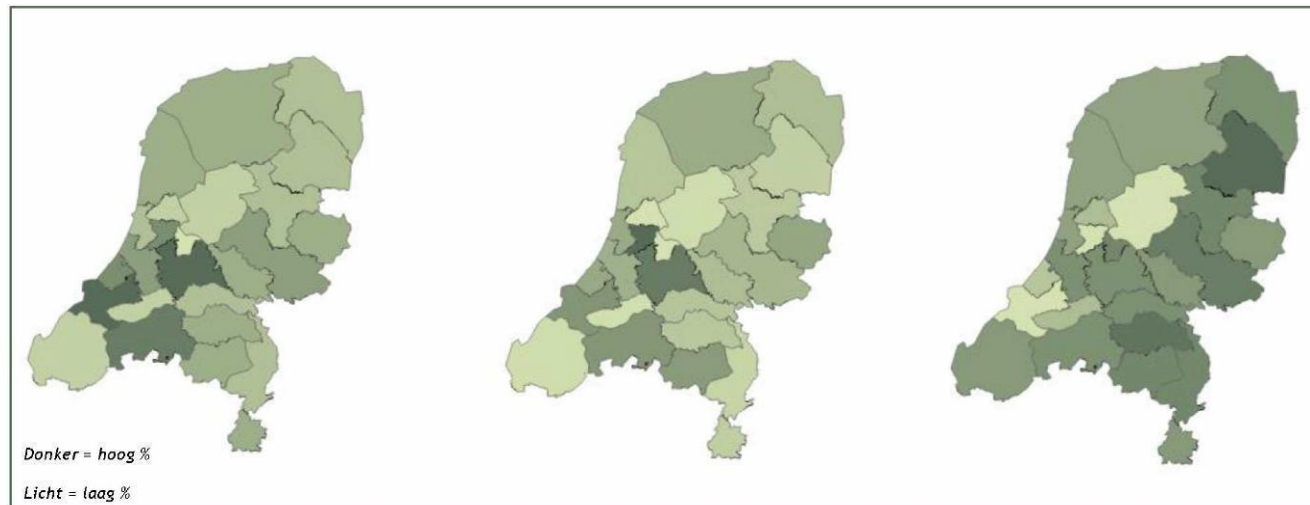 Donker = hoog %
Licht = laag %